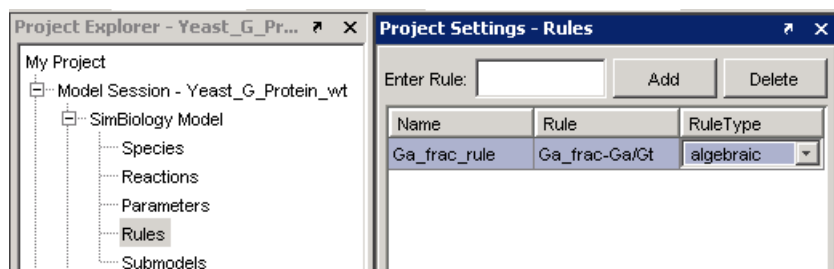 Project Explorer - Yeast_G_Pr...
My Project
Model Session - Yeast_G_Protein_wt
SimBiology Model
Species
Reactions
Parameters
Rules
Submodels
Project Settings - Rules
Enter Rule: Add Delete
Name Rule RuleType
Ga_frac_rule Ga_frac-Ga/Gt algebraic